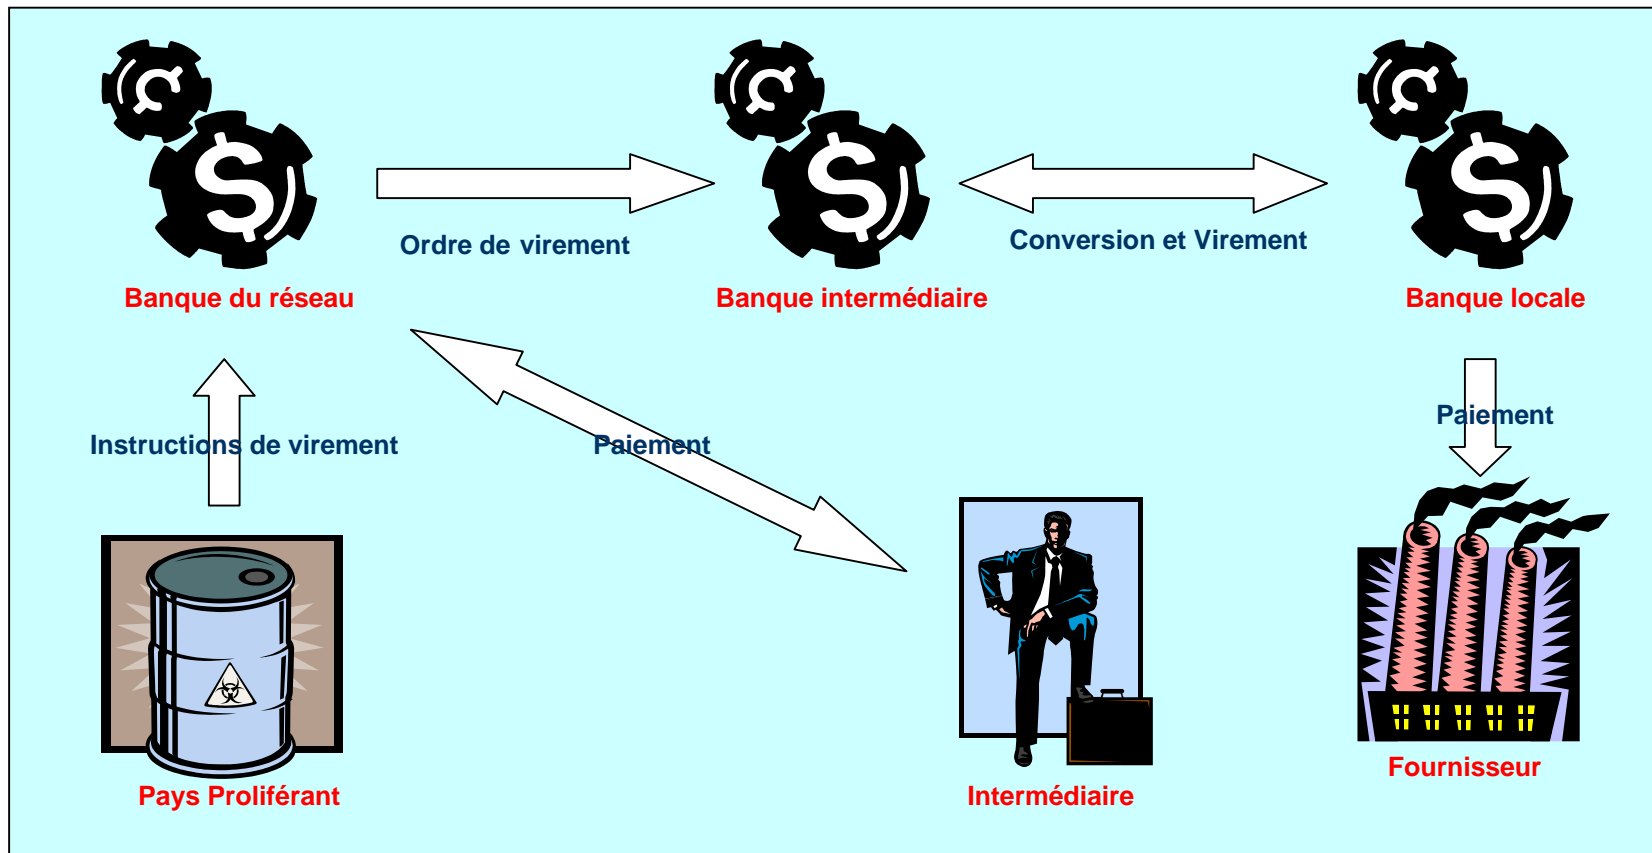 Ordre de virement
Conversion et Virement
Banque du réseau
Banque intermédiaire
Banque locale
Instructions de virement
Paiement
Paiement
Pays Proliférant
Intermédiaire
Fournisseur